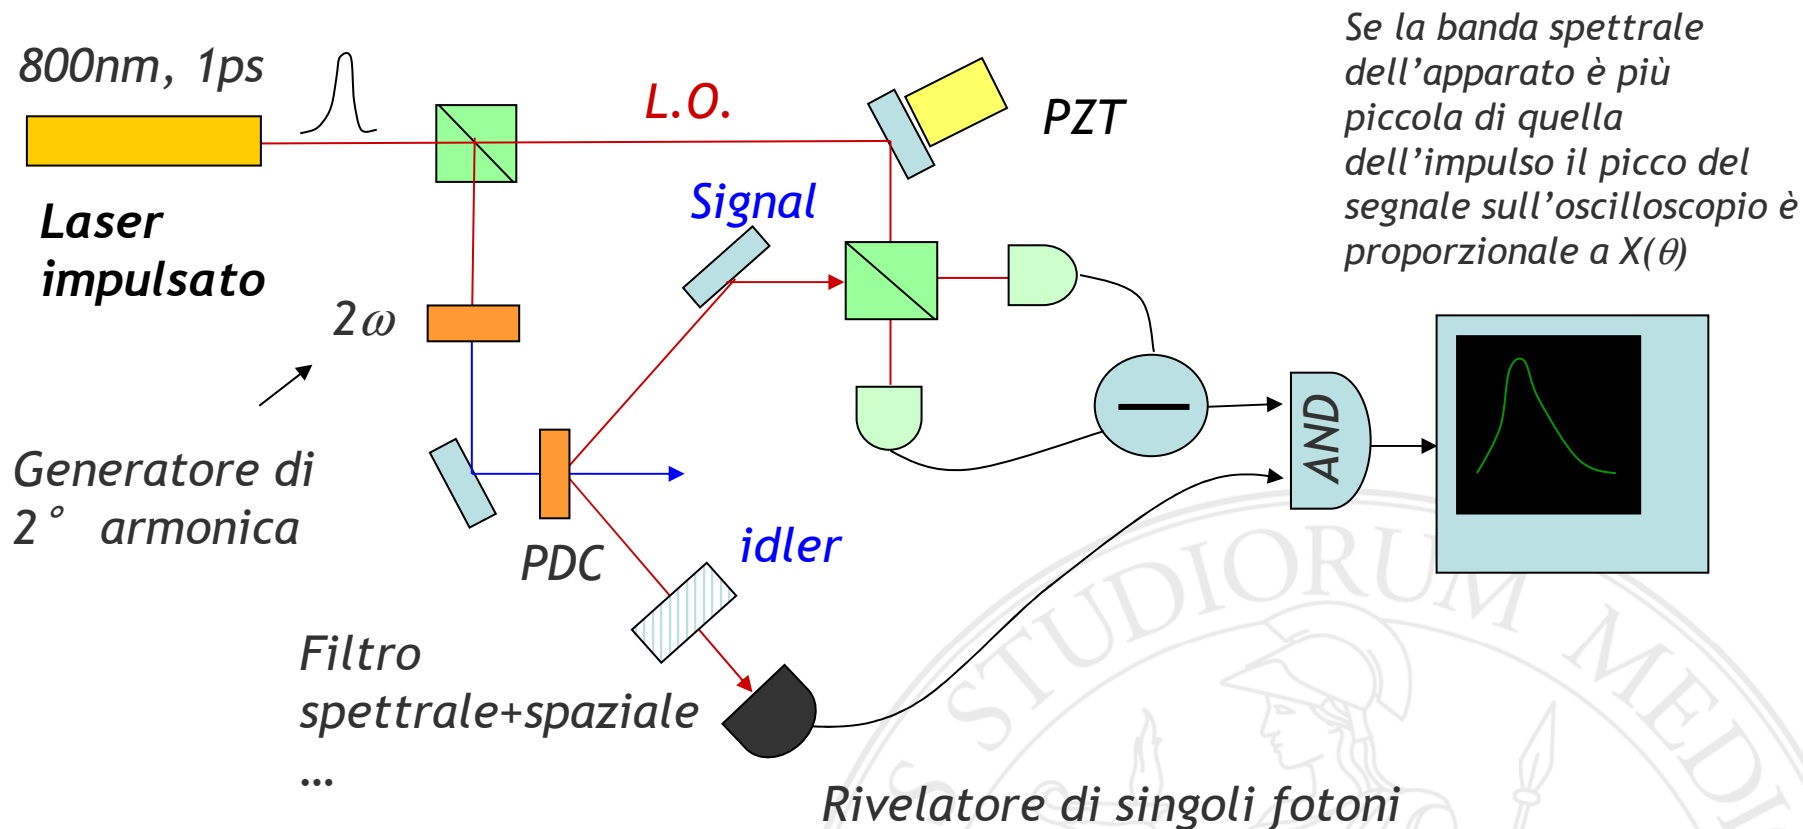 800nm, 1ps
L.O.
PZT
Se la banda spettrale
dell’apparato è più
piccola di quella
dell’impulso il picco del
segnale sull’oscilloscopio è
proporzionale a X(θ)
Laser
impulsato
Signal
2ω
Generatore di
2° armonica
PDC
idler
AND
Filtro
spettrale+spaziale
…
Rivelatore di singoli fotoni
S STUDIORUM MEDI